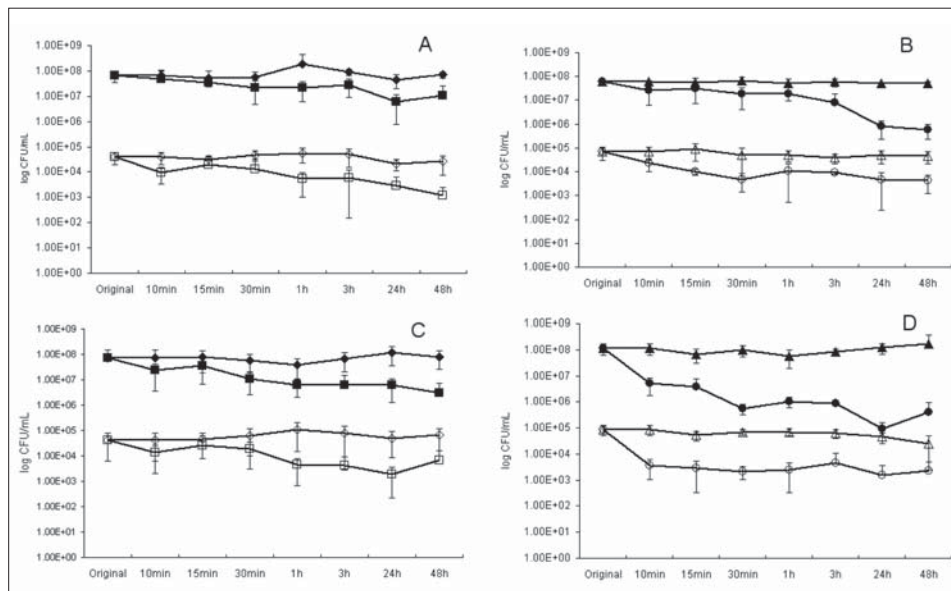 A
1.00E+09
1.00E+08
1.00E+07
1.00E+06
1.00E+05
1.00E+04
1.00E+03
1.00E+02
1.00E+01
1.00E+00
log CFU/mL
Original 10min 15min 30min 1h 3h 24h 48h
B
1.00E+09
1.00E+08
1.00E+07
1.00E+06
1.00E+05
1.00E+04
1.00E+03
1.00E+02
1.00E+01
1.00E+00
log CFU/mL
Original 10min 15min 30min 1h 3h 24h 48h
C
1.00E+09
1.00E+08
1.00E+07
1.00E+06
1.00E+05
1.00E+04
1.00E+03
1.00E+02
1.00E+01
1.00E+00
log CFU/mL
Original 10min 15min 30min 1h 3h 24h 48h
D
1.00E+09
1.00E+08
1.00E+07
1.00E+06
1.00E+05
1.00E+04
1.00E+03
1.00E+02
1.00E+01
1.00E+00
log CFU/mL
Original 10min 15min 30min 1h 3h 24h 48h